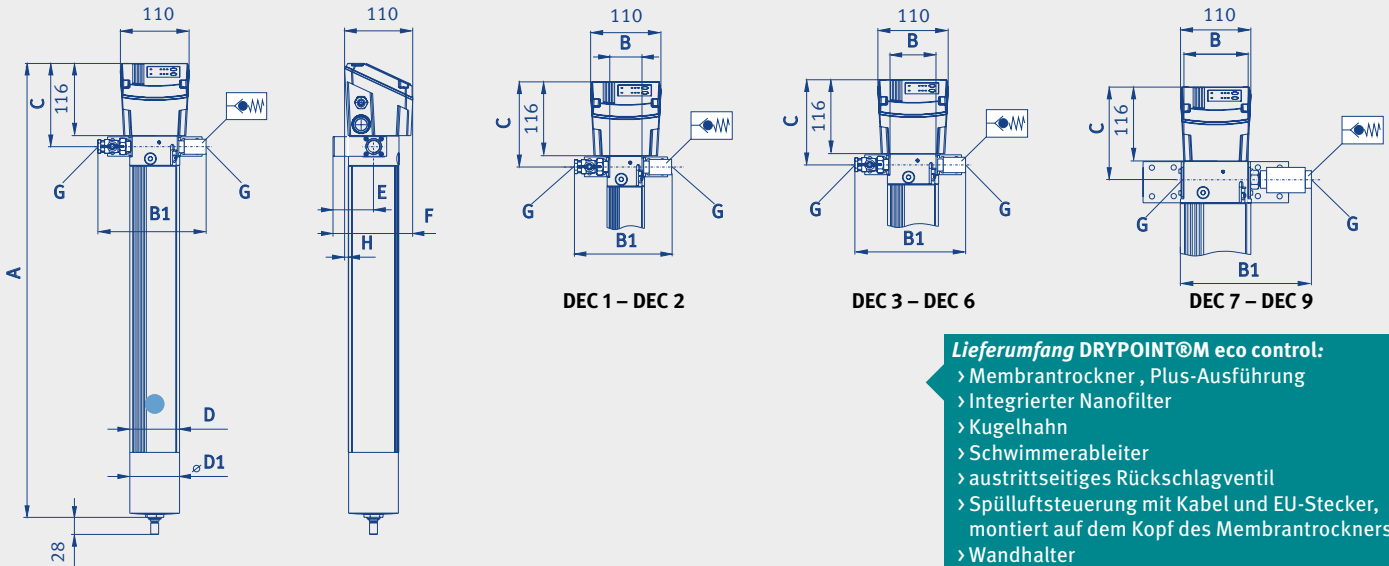 110
C
116
G
G
B1
A
D
⌀ D1
28
110
E
F
H
110
B
C
116
G
G
B1
DEC 1 – DEC 2
110
B
C
116
G
G
B1
DEC 3 – DEC 6
110
B
C
116
G
G
B1
DEC 7 – DEC 9
Lieferumfang DRYPOINT®M eco control:
› Membrantrockner , Plus-Ausführung
› Integrierter Nanofilter
› Kugelhahn
› Schwimmerableiter
› austrittseitiges Rückschlagventil
› Spülluftsteuerung mit Kabel und EU-Stecker,
montiert auf dem Kopf des Membrantrockners
› Wandhalter